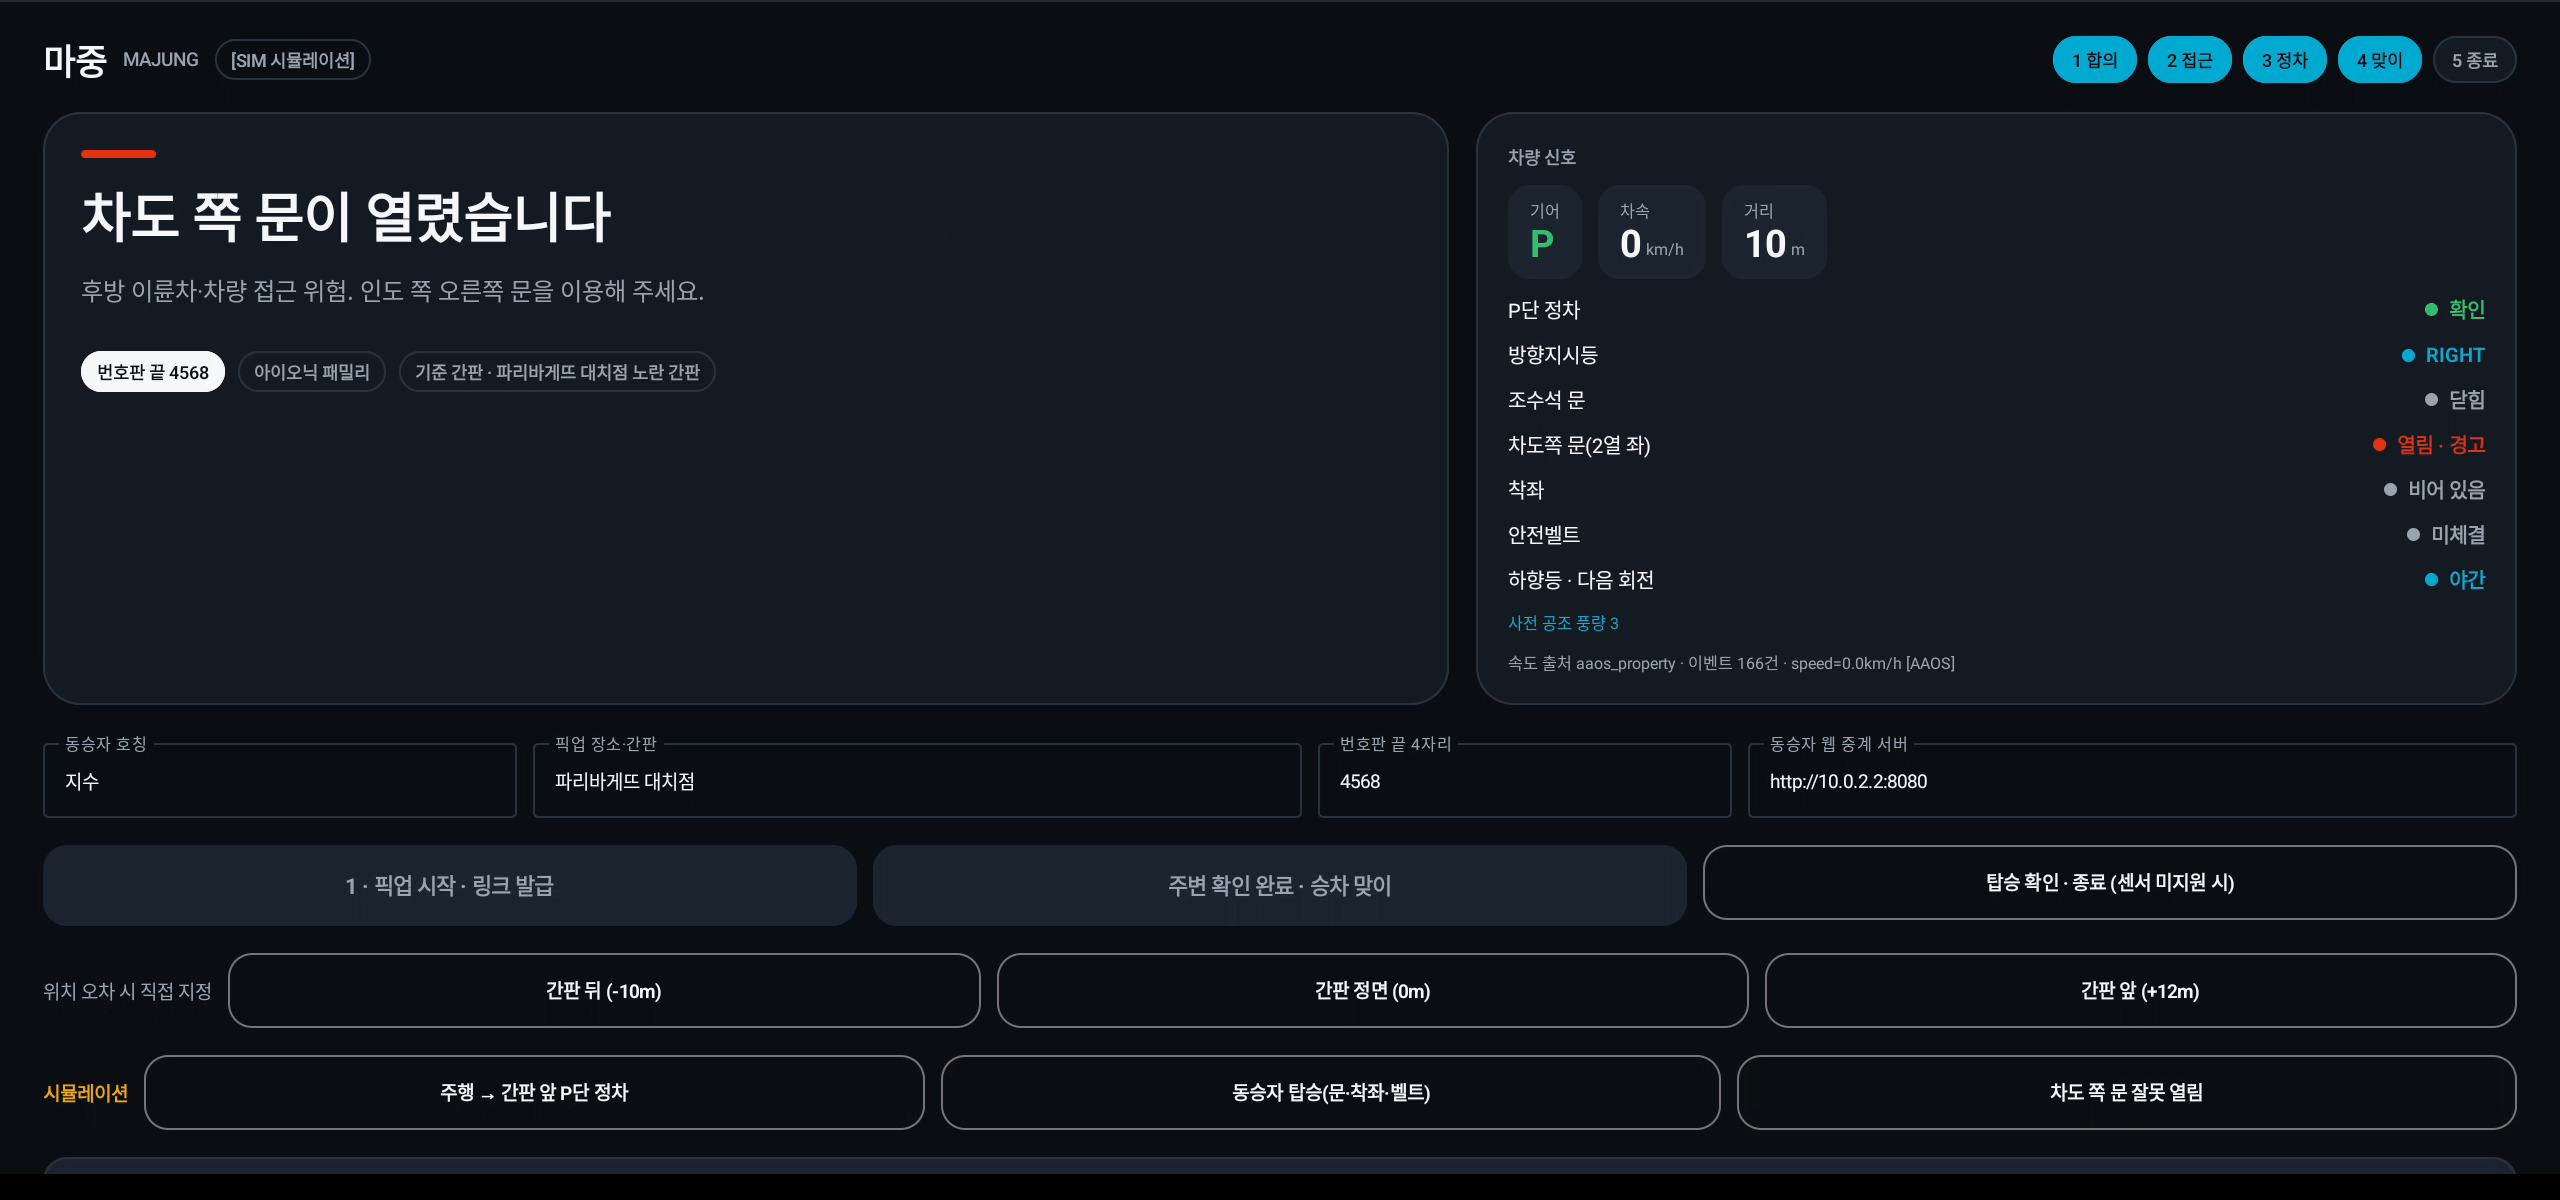 마중 MAJUNG [SIM 시뮬레이션]
1 합의 2 접근 3 정차 4 맞이 5 종료
차도 쪽 문이 열렸습니다
후방 이륜차·차량 접근 위험. 인도 쪽 오른쪽 문을 이용해 주세요.
번호판 끝 4568 아이오닉 패밀리 기준 간판 · 파리바게뜨 대치점 노란 간판
차량 신호
기어 차속 거리
P 0 km/h 10 m
P단 정차 확인
방향지시등 RIGHT
조수석 문 닫힘
차도쪽 문(2열 좌) 열림 · 경고
착좌 비어 있음
안전벨트 미체결
하향등 · 다음 회전 야간
사전 공조 풍량 3
속도 출처 aaos_property · 이벤트 166건 · speed=0.0km/h [AAOS]
동승자 호칭
지수
픽업 장소·간판
파리바게뜨 대치점
번호판 끝 4자리
4568
동승자 웹 중계 서버
http://10.0.2.2:8080
1 · 픽업 시작 · 링크 발급
주변 확인 완료 · 승차 맞이
탑승 확인 · 종료 (센서 미지원 시)
위치 오차 시 직접 지정
간판 뒤 (-10m)
간판 정면 (0m)
간판 앞 (+12m)
시뮬레이션
주행 → 간판 앞 P단 정차
동승자 탑승(문·착좌·벨트)
차도 쪽 문 잘못 열림